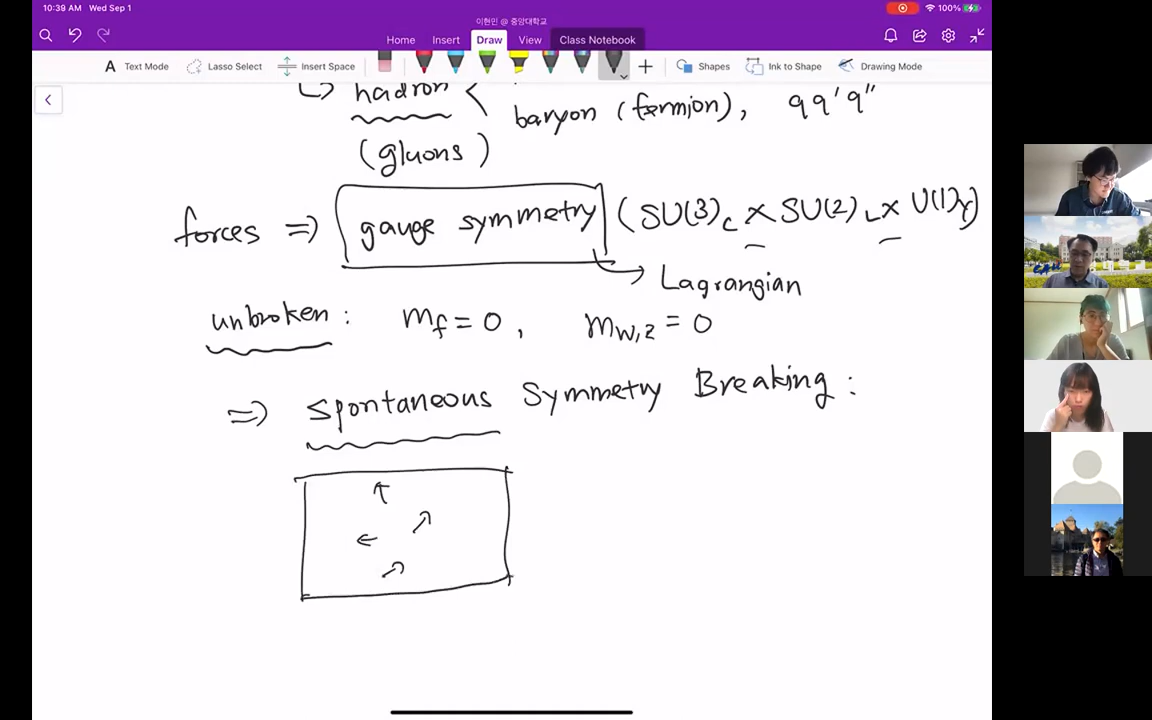 10:39 AM Wed Sep 1
100%
이현민 @ 중앙대학교
Home Insert Draw View Class Notebook
Text Mode Lasso Select Insert Space Shapes Ink to Shape Drawing Mode
hadron <
baryon (fermion), qq'q"
(gluons)
forces ⇒ gauge symmetry (SU(3)c × SU(2)L × U(1)Y)
→ Lagrangian
unbroken : mf = 0, mW,Z = 0
⇒ Spontaneous Symmetry Breaking :